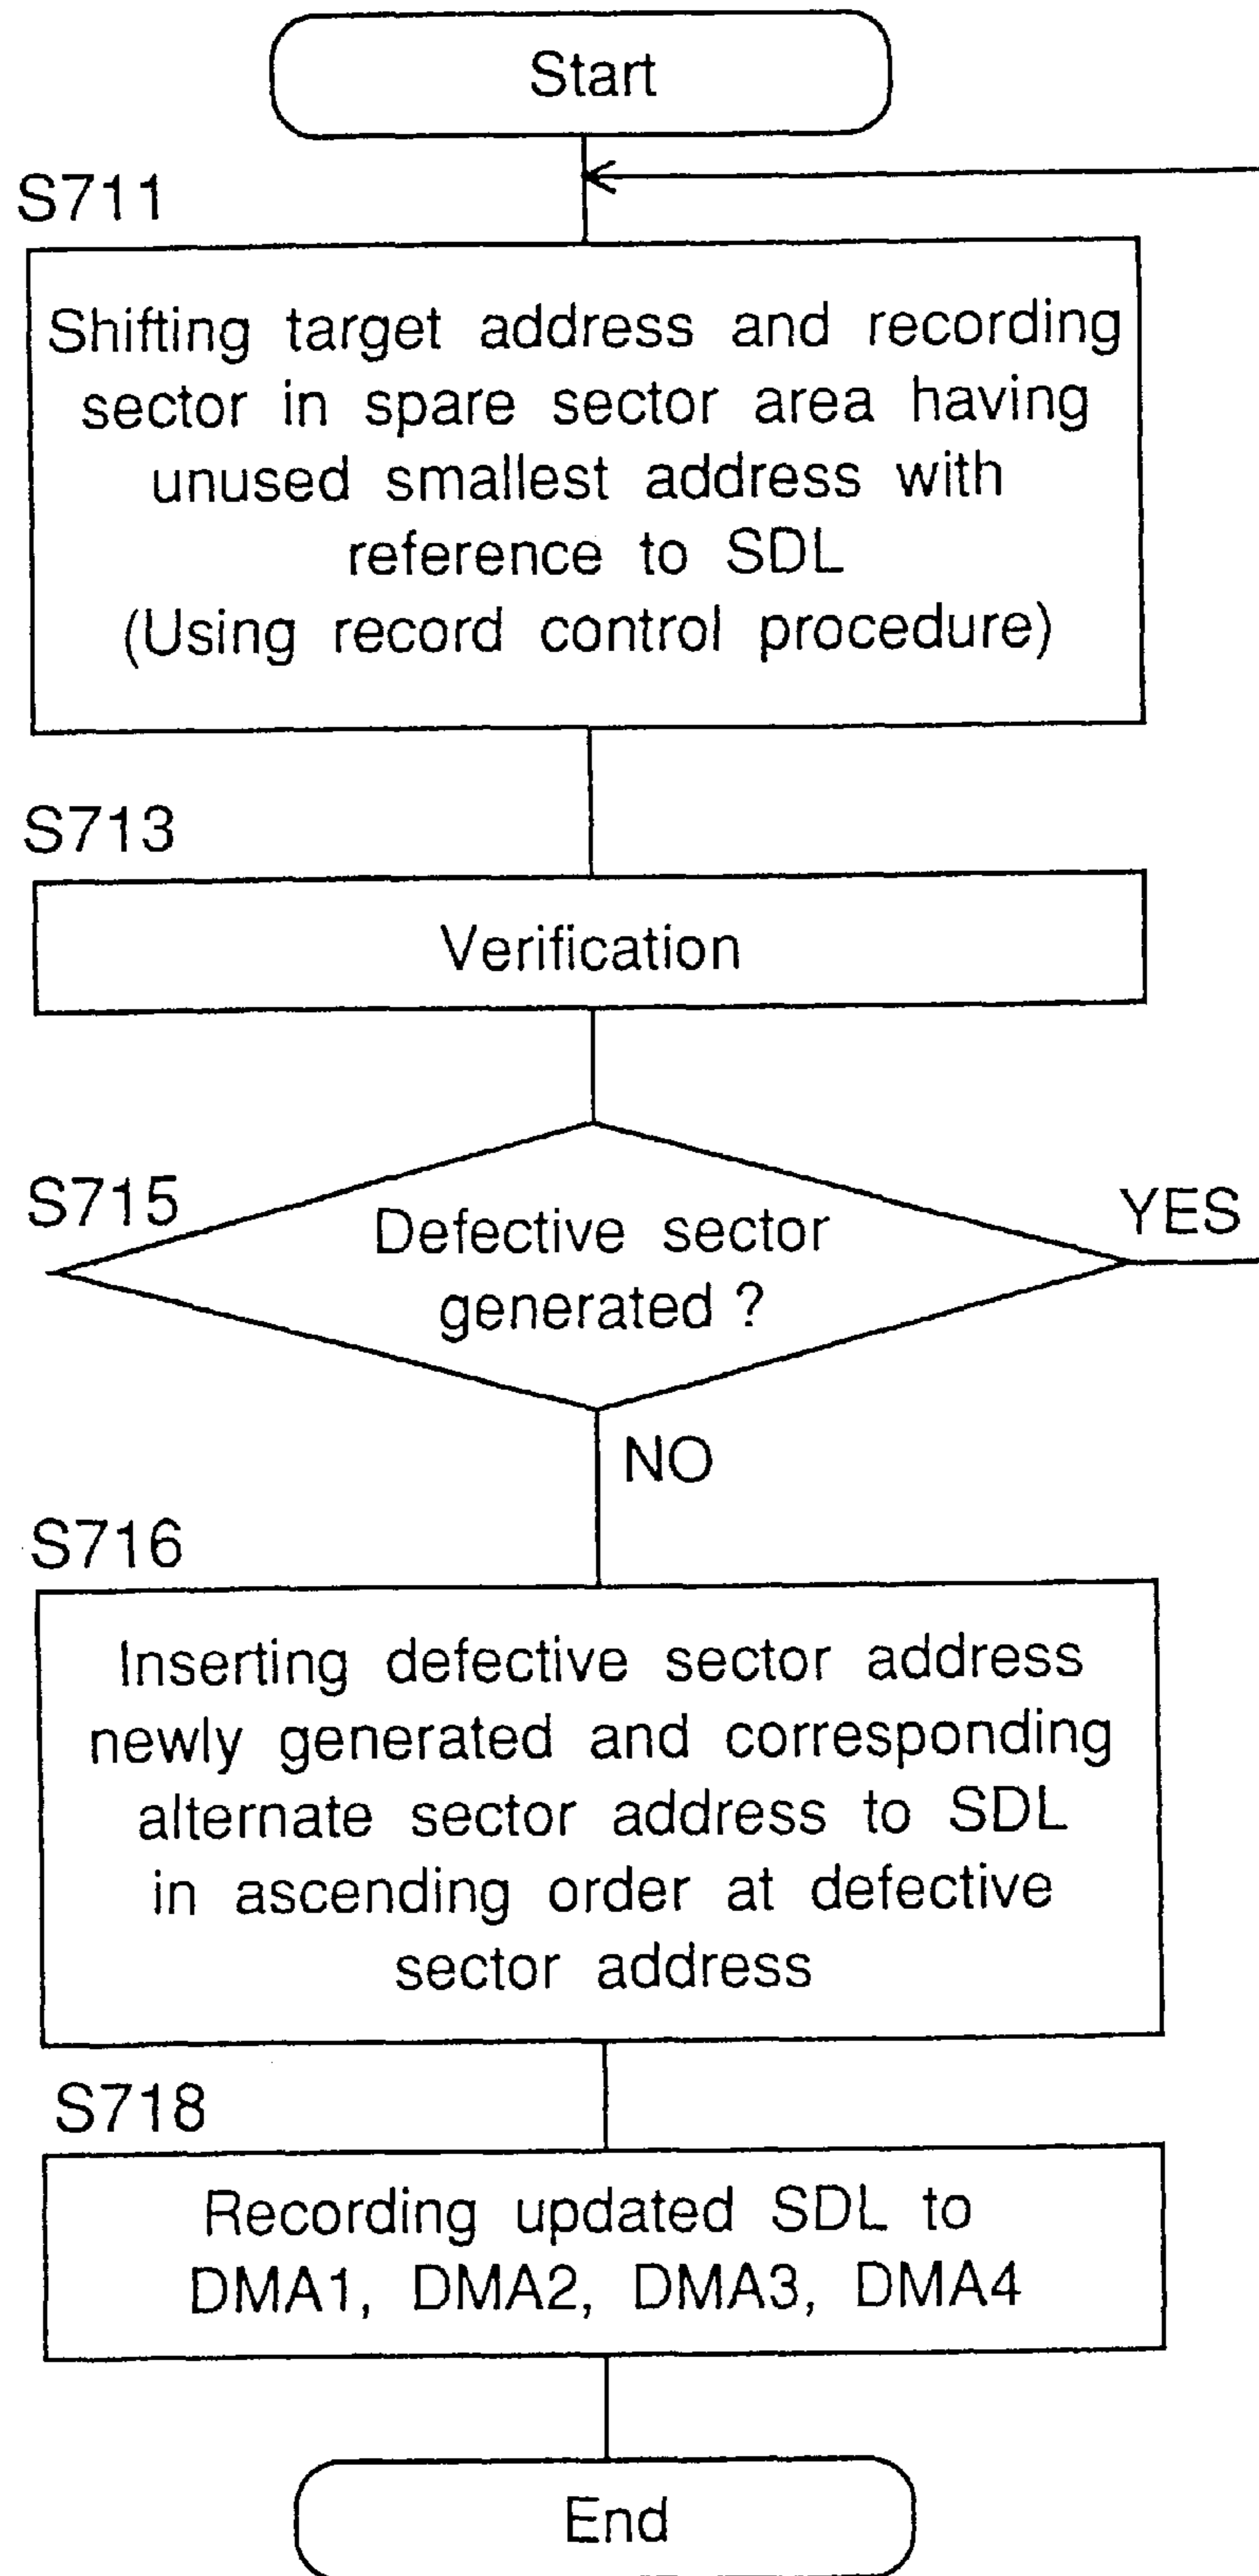 Start
S711
Shifting target address and recording
sector in spare sector area having
unused smallest address with
reference to SDL
(Using record control procedure)
S713
Verification
S715
Defective sector
generated ?
YES
NO
S716
Inserting defective sector address
newly generated and corresponding
alternate sector address to SDL
in ascending order at defective
sector address
S718
Recording updated SDL to
DMA1, DMA2, DMA3, DMA4
End